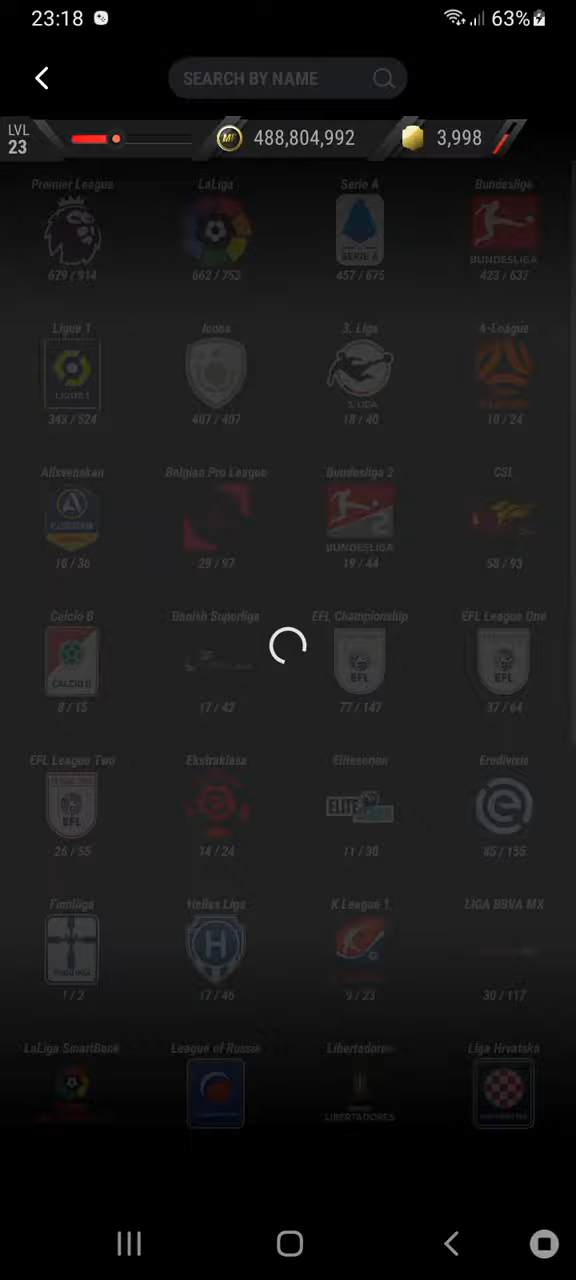 23:18 63%
SEARCH BY NAME
LVL
23 MF 488,804,992 3,998
Premier League LaLiga Serie A Bundesliga
SERIE A BUNDESLIGA
679 / 914 662 / 753 457 / 675 423 / 637
Ligue 1 Icons 3. Liga A-League
LIGUE 1 3. LIGA
343 / 524 407 / 407 18 / 40 10 / 24
Allsvenskan Belgian Pro League Bundesliga 2 CSL
2
BUNDESLIGA
16 / 36 29 / 97 19 / 44 58 / 93
Calcio B Danish Superliga EFL Championship EFL League One
CALCIO B EFL EFL
8 / 15 17 / 42 77 / 147 37 / 64
EFL League Two Ekstraklasa Eliteserien Eredivisie
EFL ELITE
26 / 55 14 / 24 11 / 30 85 / 155
Finnliiga Hellas Liga K League 1 LIGA BBVA MX
H
1 / 2 17 / 46 9 / 23 30 / 117
LaLiga SmartBank League of Russia Libertadores Liga Hrvatska
LIBERTADORES